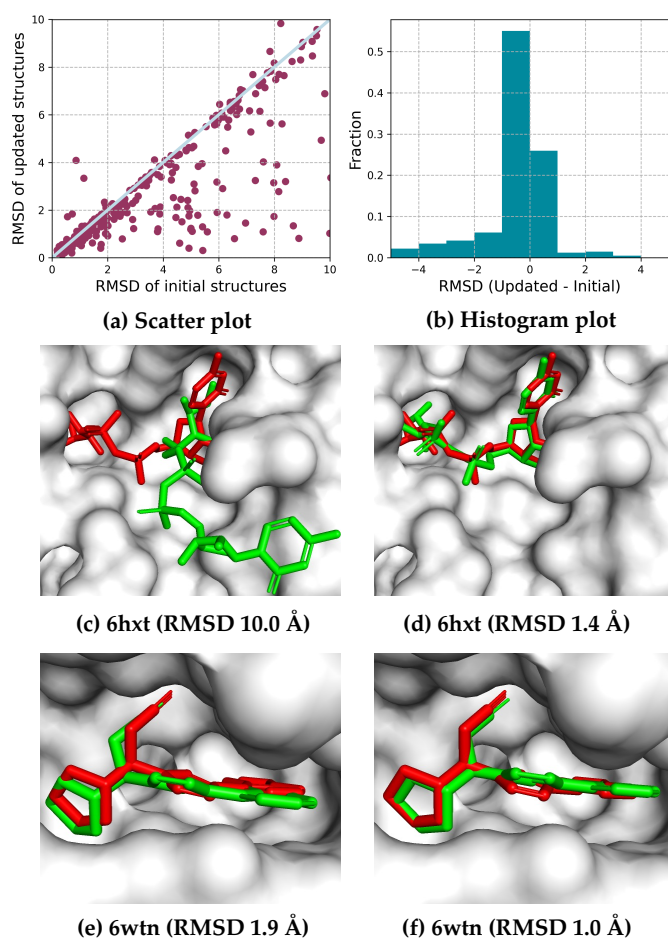 RMSD of updated structures
10
8
6
4
2
0
0 2 4 6 8 10
RMSD of initial structures
(a) Scatter plot
Fraction
0.5
0.4
0.3
0.2
0.1
0.0
−4 −2 0 2 4
RMSD (Updated - Initial)
(b) Histogram plot
(c) 6hxt (RMSD 10.0 Å)
(d) 6hxt (RMSD 1.4 Å)
(e) 6wtn (RMSD 1.9 Å)
(f) 6wtn (RMSD 1.0 Å)